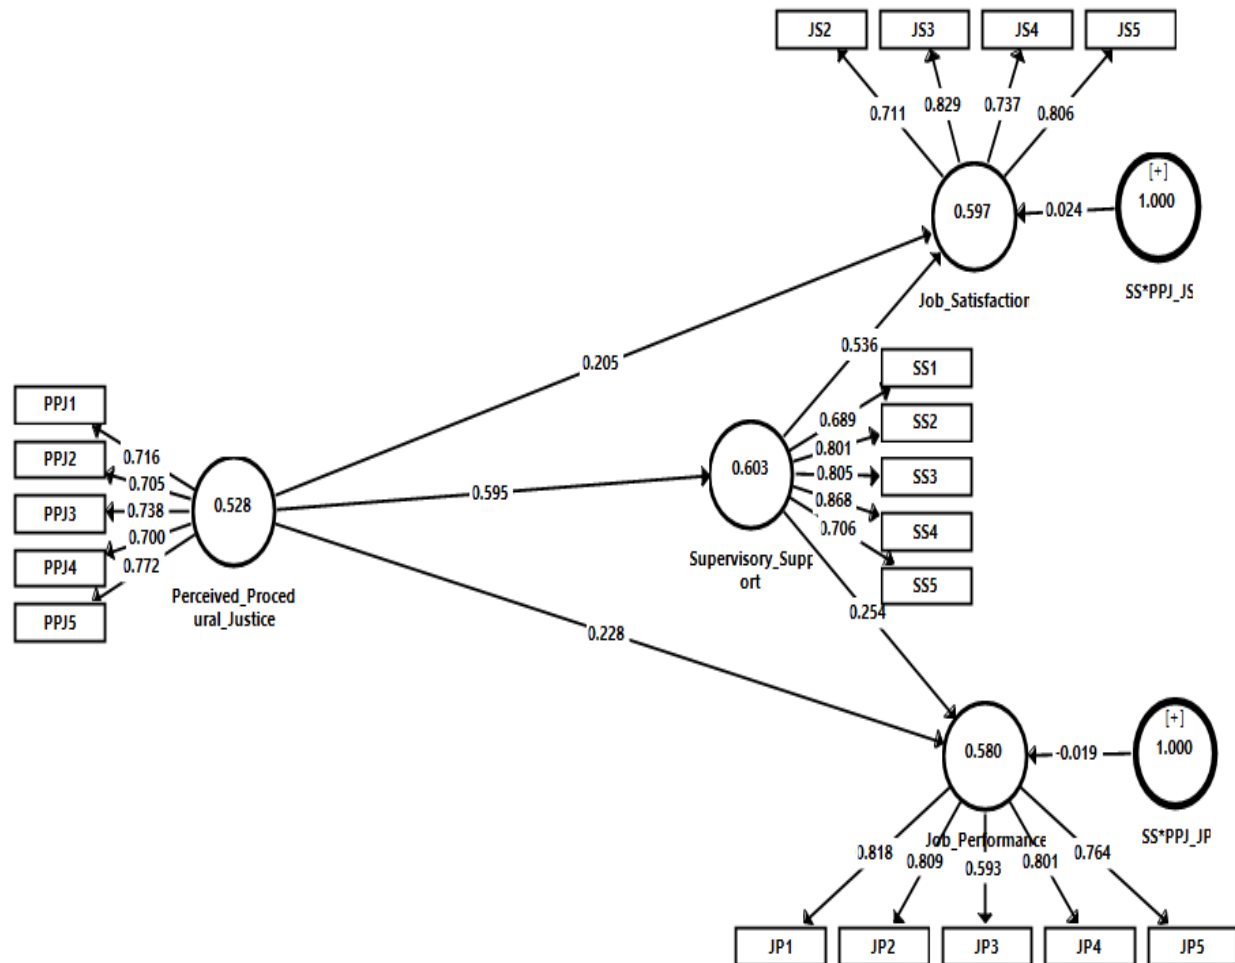 JS2
JS3
JS4
JS5
0.711
0.829
0.737
0.806
[+]
1.000
0.597
0.024
Job_Satisfaction
SS*PPJ_JS
0.205
0.536
PPJ1
PPJ2
PPJ3
PPJ4
PPJ5
0.716
0.705
0.738
0.700
0.772
0.528
Perceived_Proced
ural_Justice
0.595
0.603
Supervisory_Supp
ort
SS1
SS2
SS3
SS4
SS5
0.689
0.801
0.805
0.868
0.706
0.254
0.228
0.580
-0.019
[+]
1.000
SS*PPJ_JP
Job_Performance
0.818
0.809
0.593
0.801
0.764
JP1
JP2
JP3
JP4
JP5